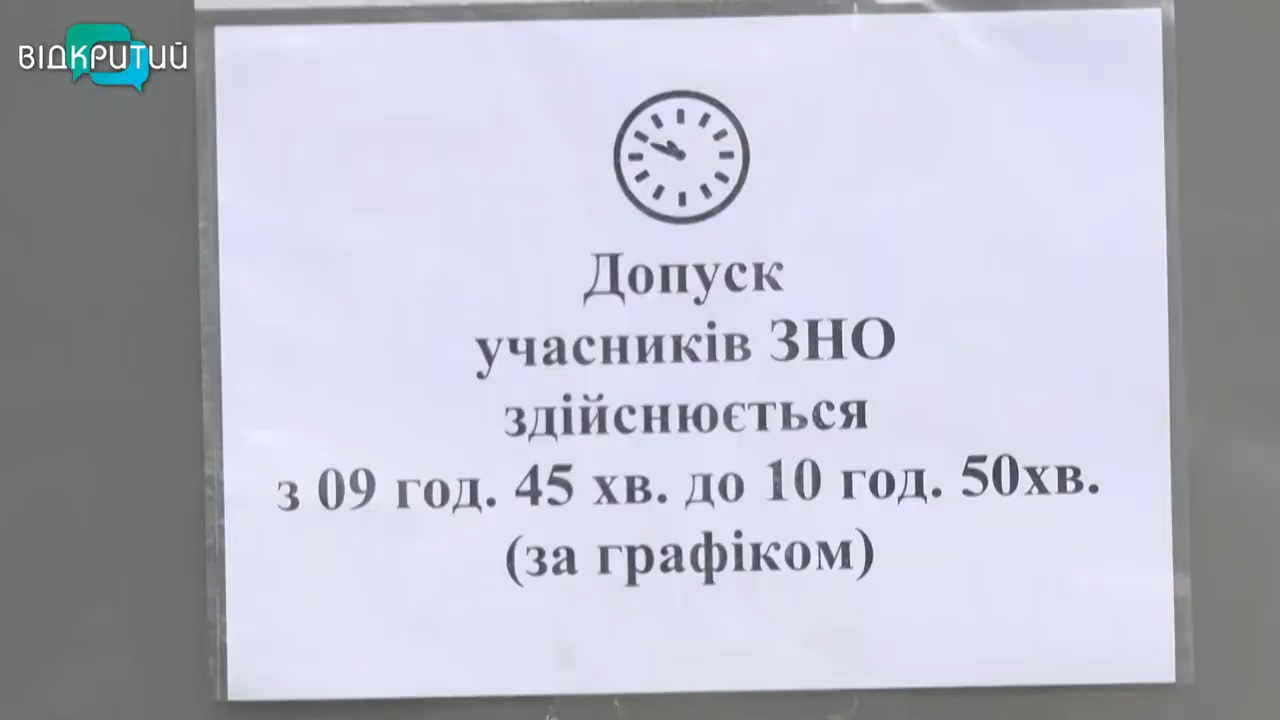 ВІДКРИТИЙ
Допуск
учасників ЗНО
здійснюється
з 09 год. 45 хв. до 10 год. 50хв.
(за графіком)